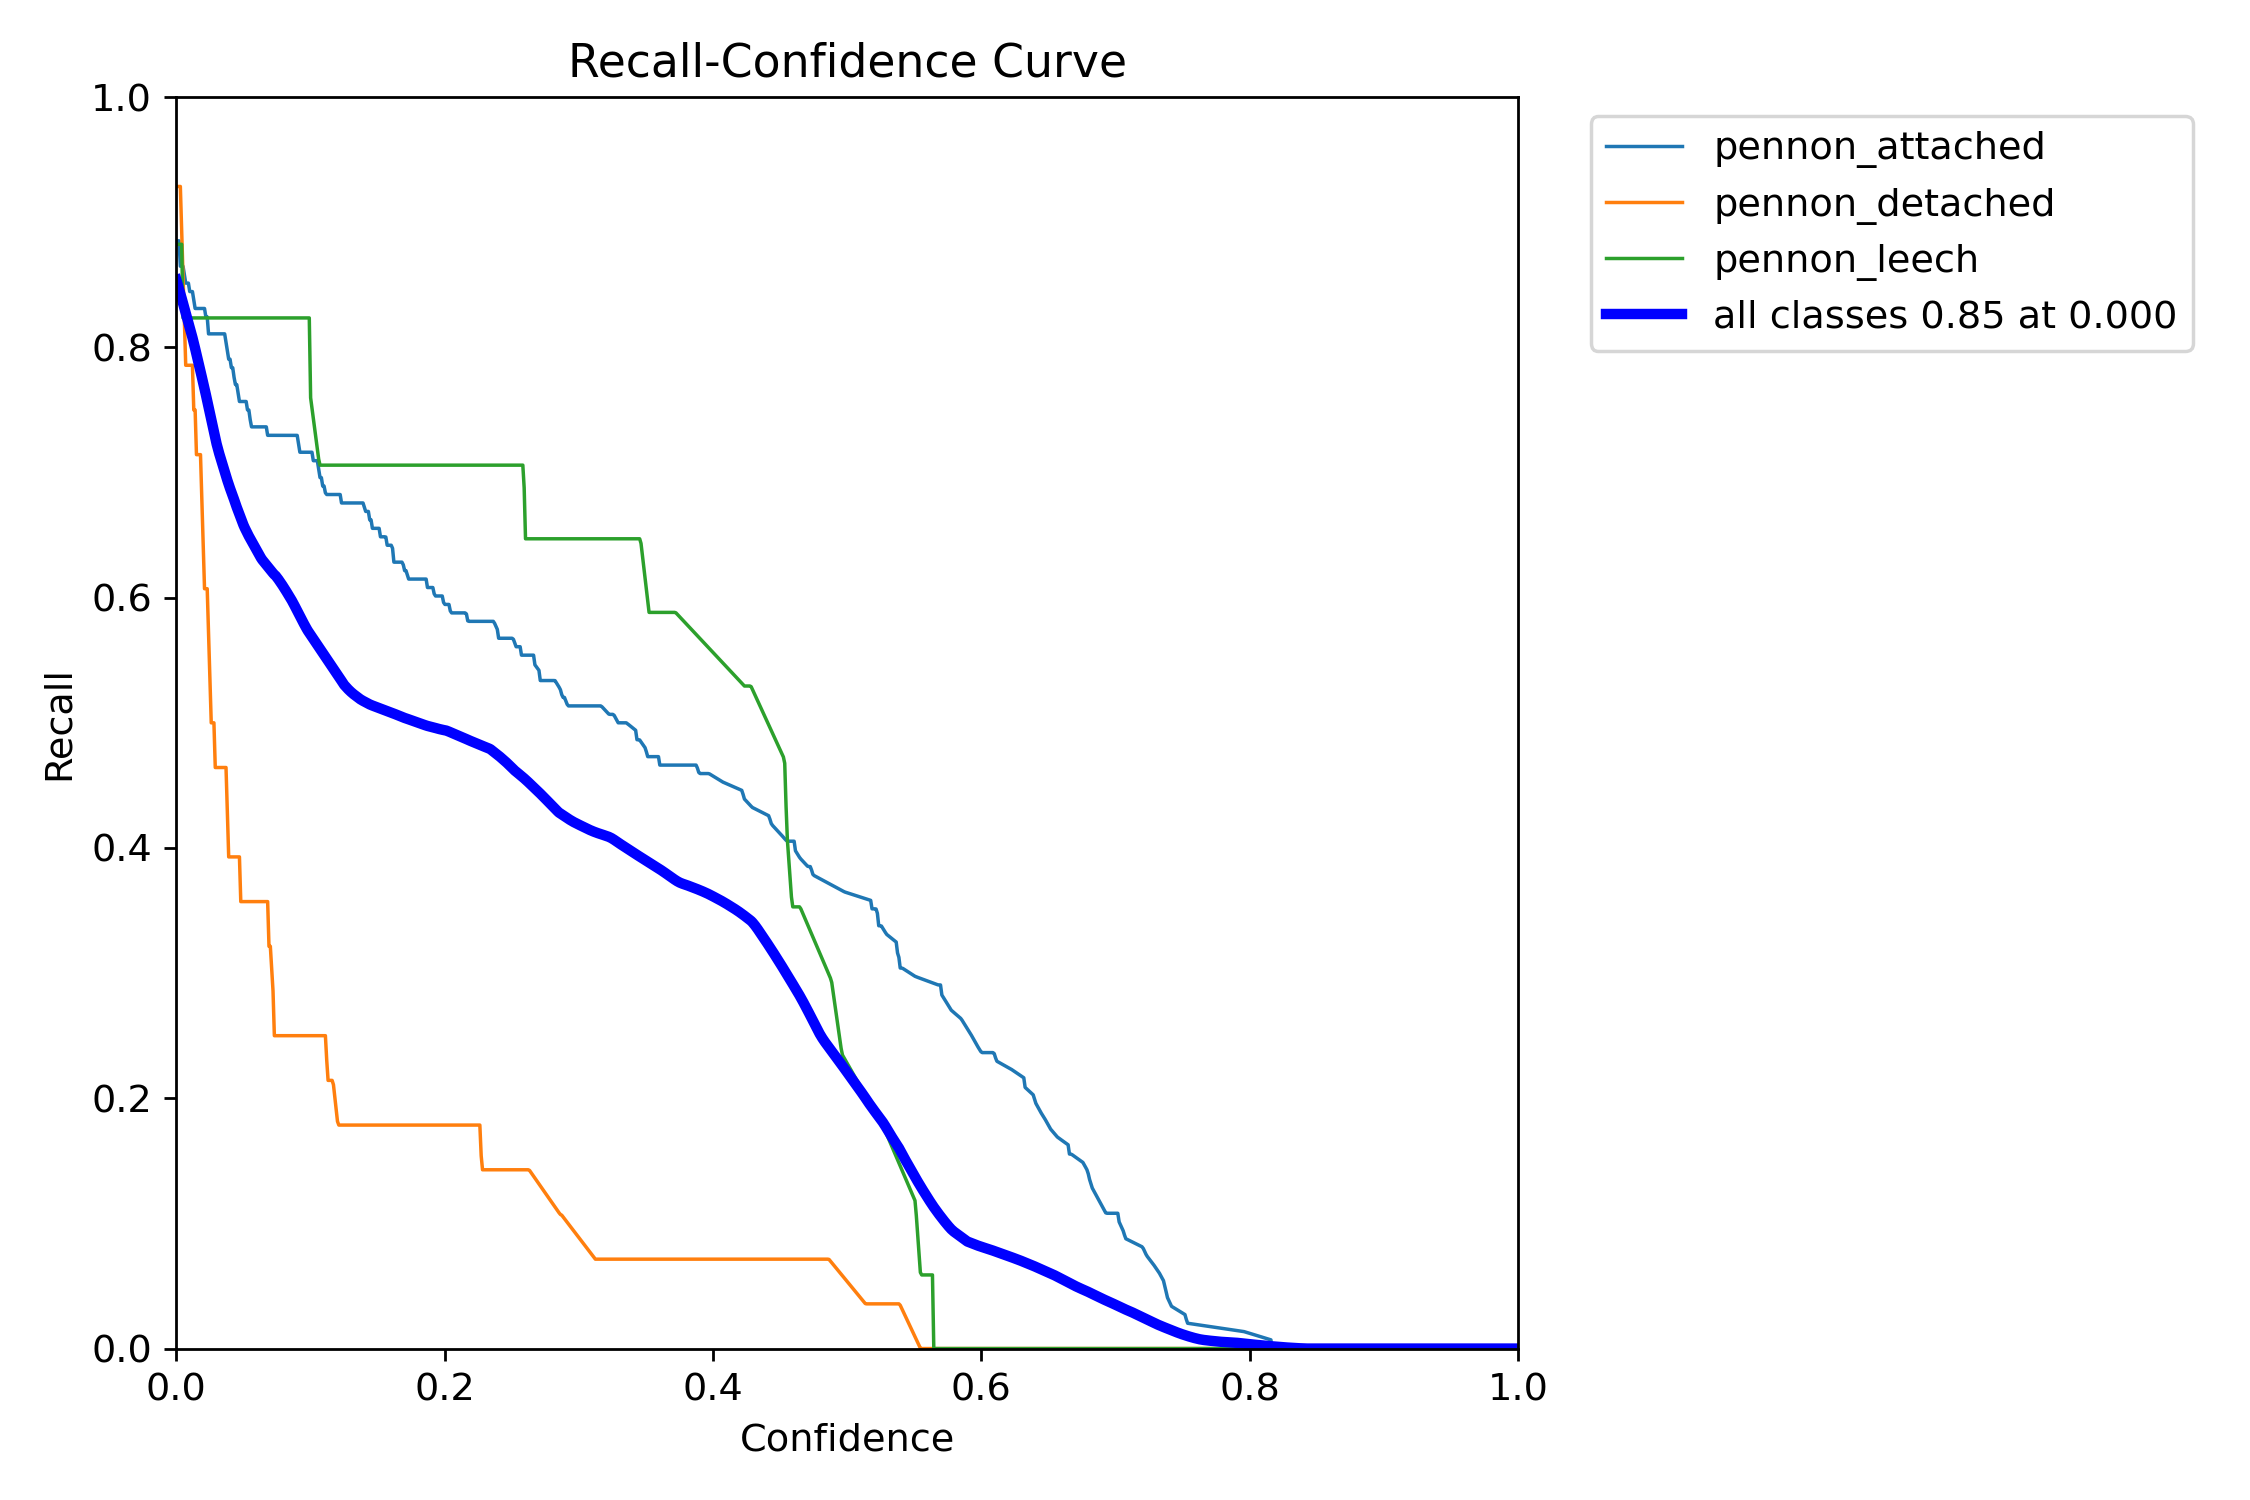 Recall-Confidence Curve
1.0
0.8
0.6
0.4
0.2
0.0
Recall
0.0 0.2 0.4 0.6 0.8 1.0
Confidence
pennon_attached
pennon_detached
pennon_leech
all classes 0.85 at 0.000